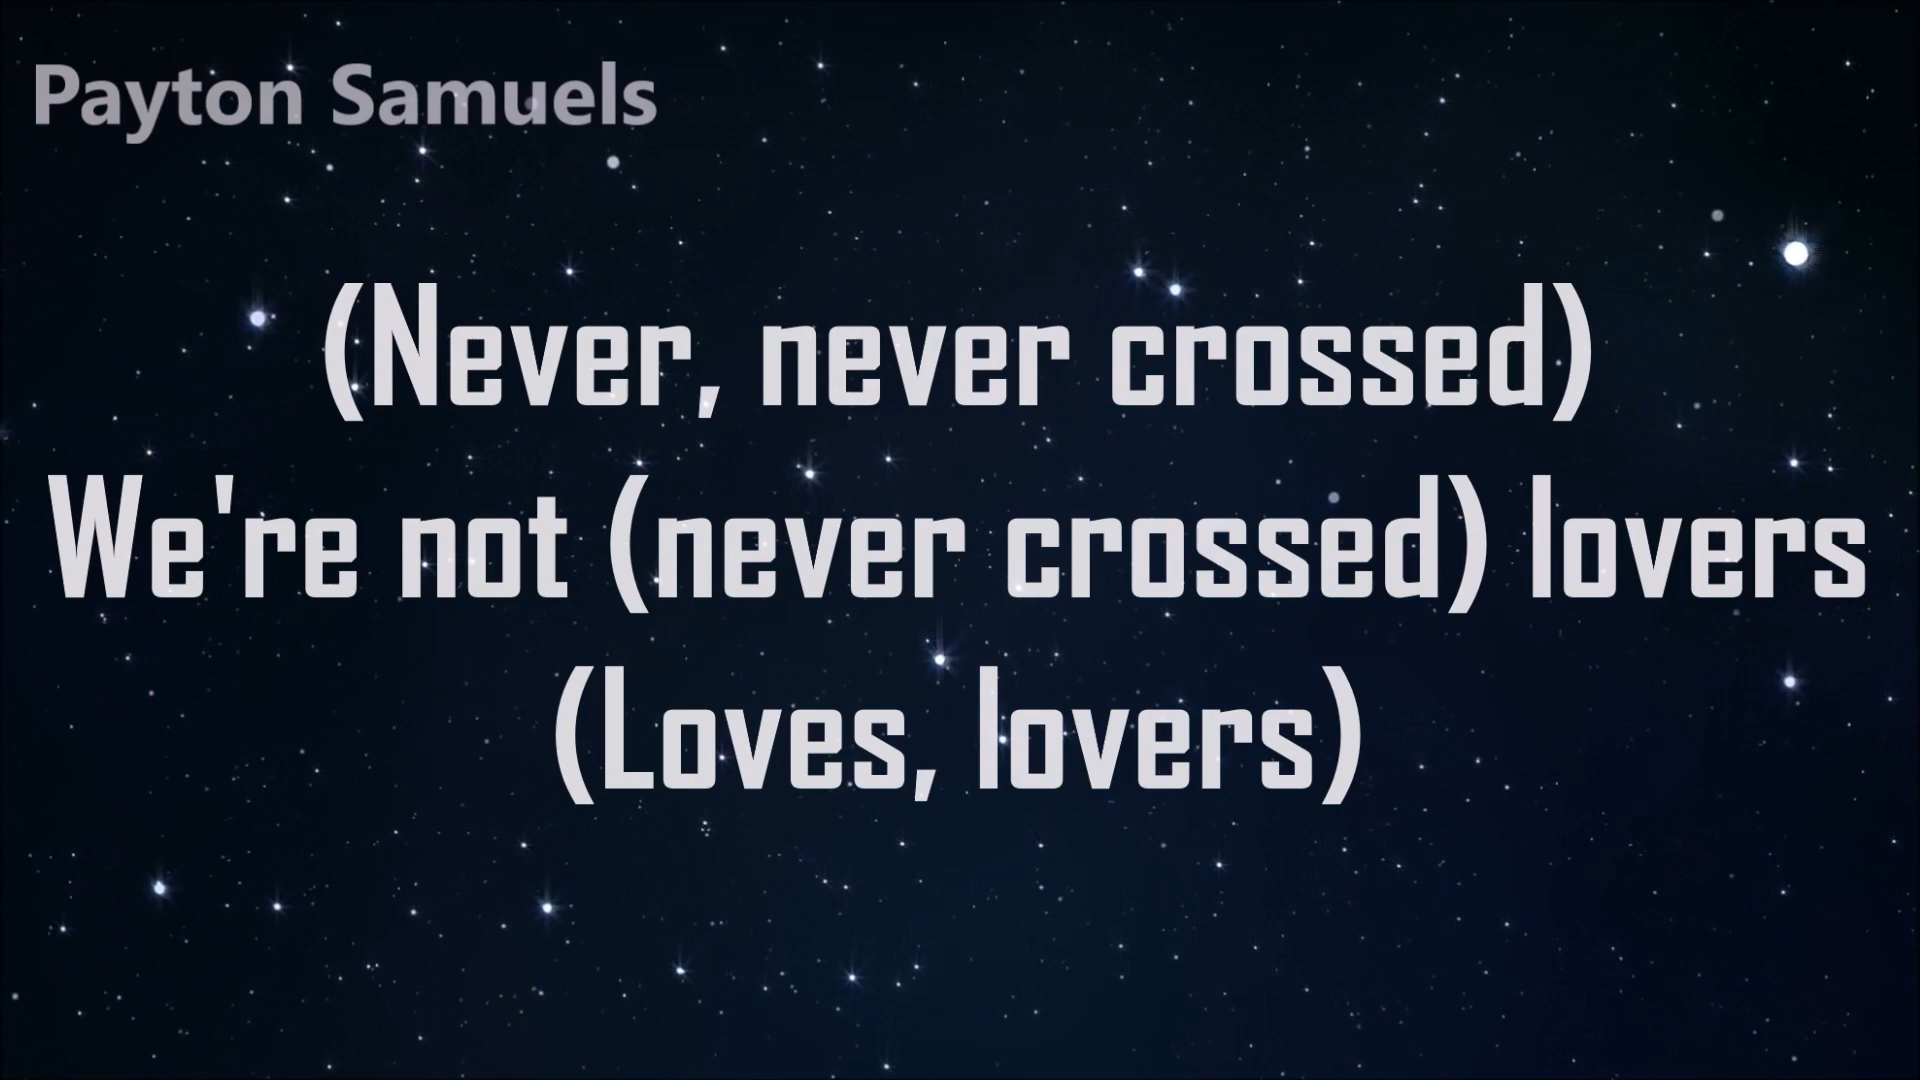 Payton Samuels
(Never, never crossed)
We're not (never crossed) lovers
(Loves, lovers)